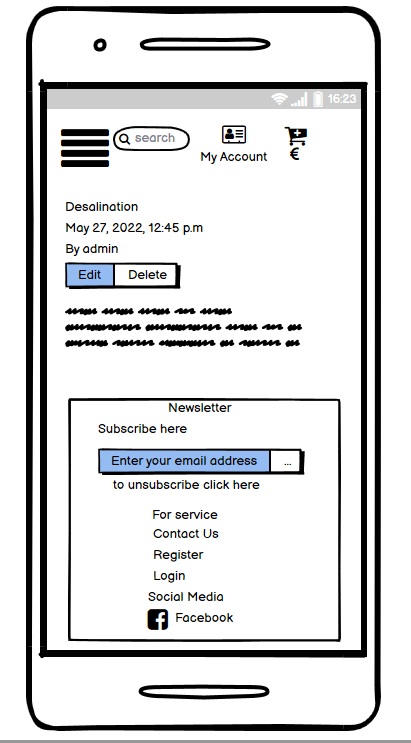 16:23
search
My Account
€
Desalination
May 27, 2022, 12:45 p.m
By admin
Edit Delete
Newsletter
Subscribe here
Enter your email address ...
to unsubscribe click here
For service
Contact Us
Register
Login
Social Media
Facebook